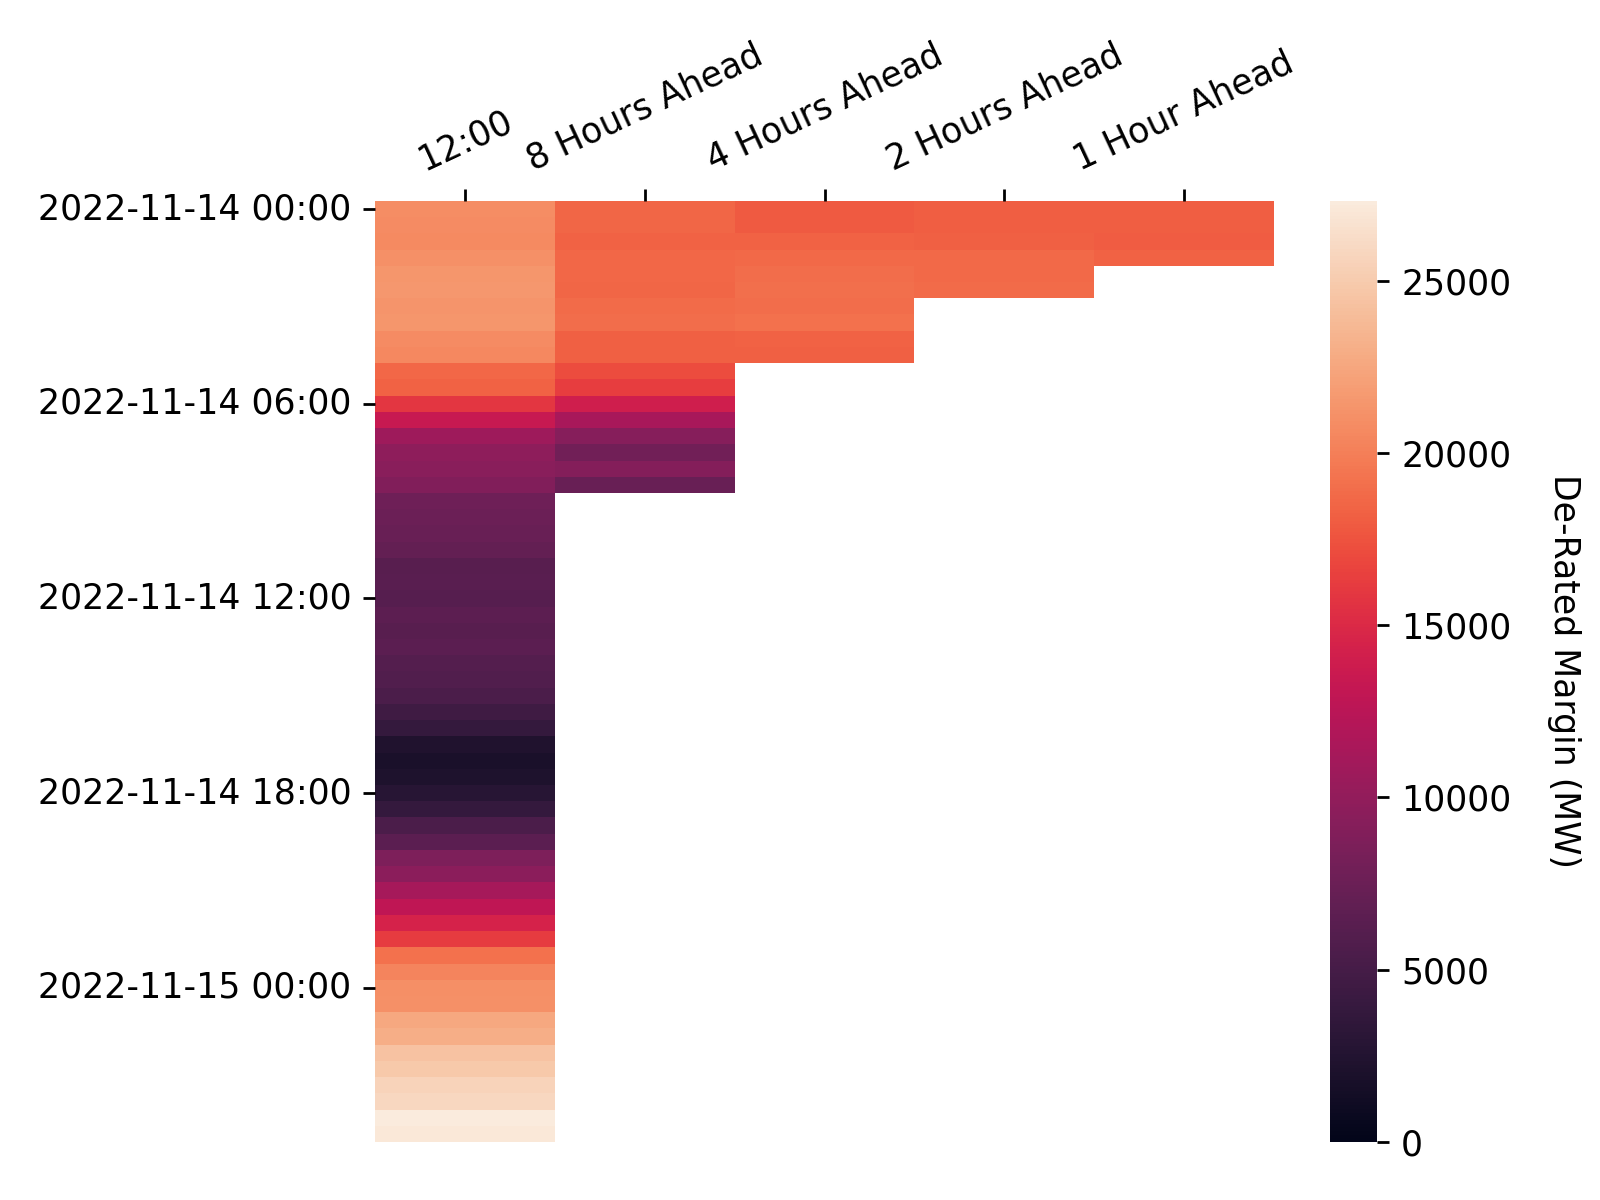 12:00
8 Hours Ahead
4 Hours Ahead
2 Hours Ahead
1 Hour Ahead
2022-11-14 00:00
2022-11-14 06:00
2022-11-14 12:00
2022-11-14 18:00
2022-11-15 00:00
25000
20000
15000
10000
5000
0
De-Rated Margin (MW)